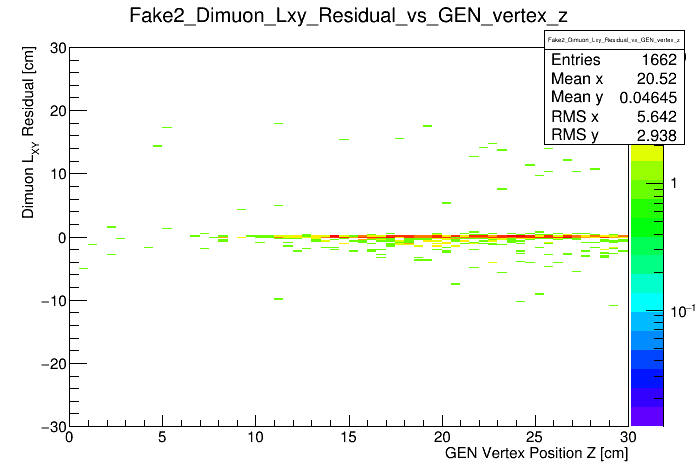 Fake2_Dimuon_Lxy_Residual_vs_GEN_vertex_z
Fake2_Dimuon_Lxy_Residual_vs_GEN_vertex_z
Entries 1662
Mean x 20.52
Mean y 0.04645
RMS x 5.642
RMS y 2.938
Dimuon LXY Residual [cm]
30
20
10
0
−10
−20
−30
0 5 10 15 20 25 30
GEN Vertex Position Z [cm]
1
10−1